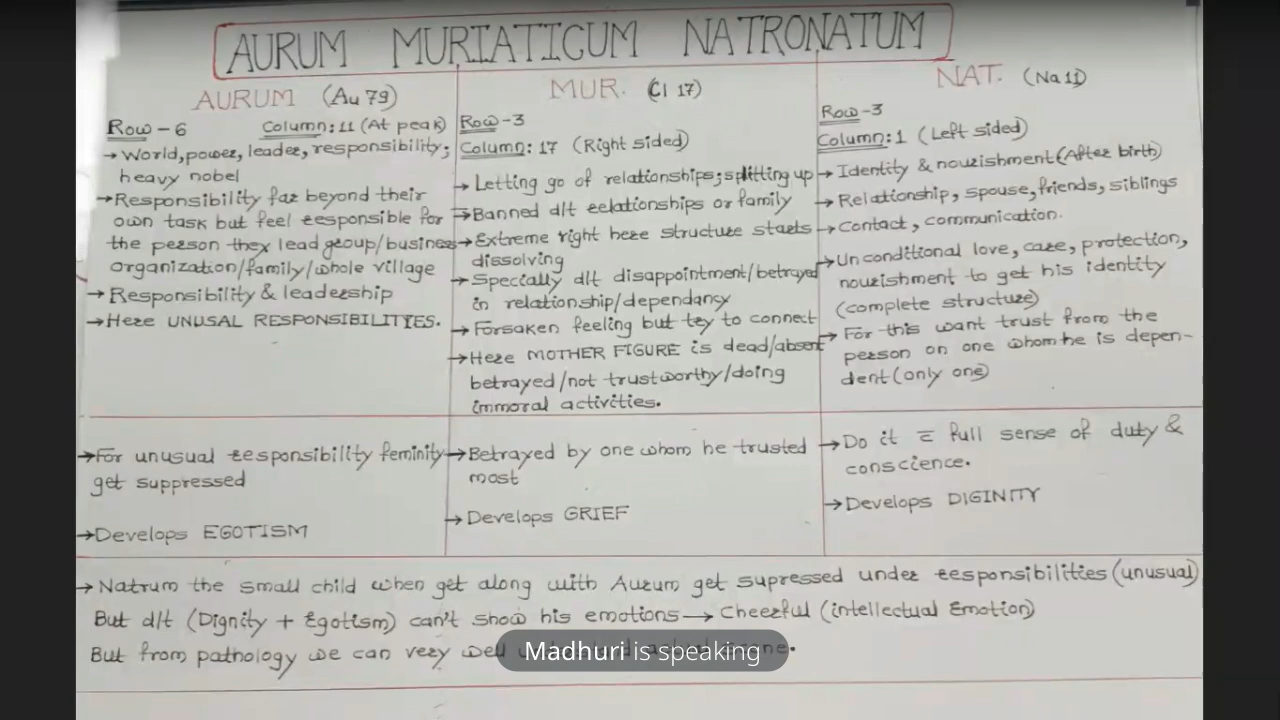 AURUM MURIATICUM NATRONATUM
AURUM (Au 79)
Row - 6 Column: 11 (At peak)
→ World, power, leader, responsibility;
heavy nobel
→ Responsibility far beyond their
own task but feel responsible for
the person they lead group/business
organization/family/whole village
→ Responsibility & leadership
→ Here UNUSAL RESPONSIBILITYES.
MUR. (Cl 17)
Row -3
Column: 17 (Right sided)
→ Letting go of relationships; splitting up
→ Banned d/t relationships or family
→ Extreme right here structure starts
dissolving
→ Specially d/t disappointment/betrayed
in relationship/dependancy
→ Forsaken feeling but try to connect
→ Here MOTHER FIGURE is dead/absent
betrayed/not trustworthy/doing
immoral activities.
NAT. (Na 11)
Row -3
Column: 1 (Left sided)
→ Identity & nourishment (After birth)
→ Relationship, spouse, friends, siblings
→ Contact, communication.
→ Unconditional love, care, protection,
nourishment to get his identity
(complete structure)
→ For this want trust from the
person on one whom he is depen-
dent (only one)
→ For unusual responsibility feminity
get suppressed
→ Develops EGOTISM
→ Betrayed by one whom he trusted
most
→ Develops GRIEF
→ Do it c̄ full sense of duty &
conscience.
→ Develops DIGINITY
→ Natrum the small child when get along with Aurum get supressed under responsibilities (unusual)
But d/t (Dignity + Egotism) can't show his emotions → Cheerful (intellectual Emotion)
But from pathology we can very well
Madhuri is speaking